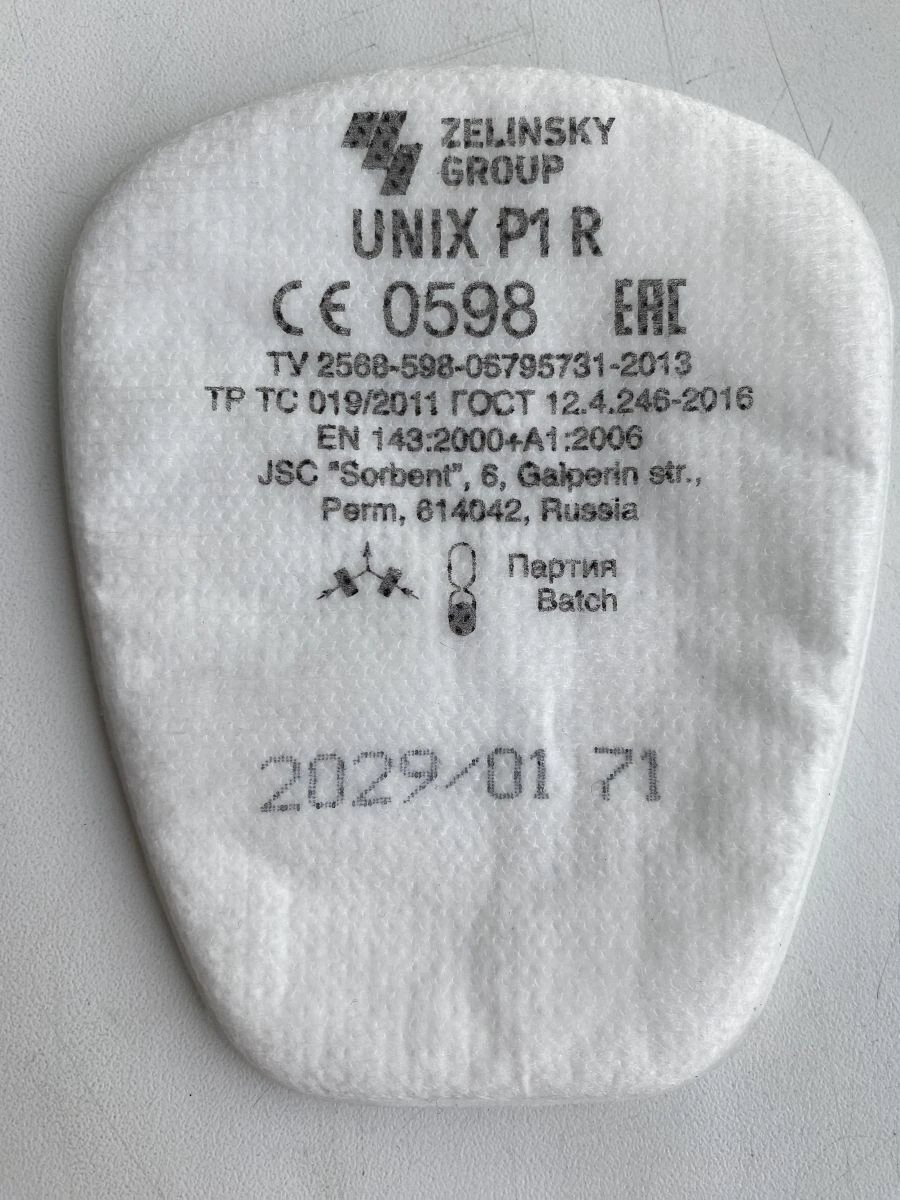 ZELINSKY
GROUP
UNIX P1 R
CE 0598 EAC
TV 2568-598-05795731-2013
ТР ТС 019/2011 ГОСТ 12.4.246-2016
EN 143:2000+A1:2006
JSC "Sorbent", 6, Galperin str.,
Perm, 614042, Russia
Партия
Batch
2029/01 71